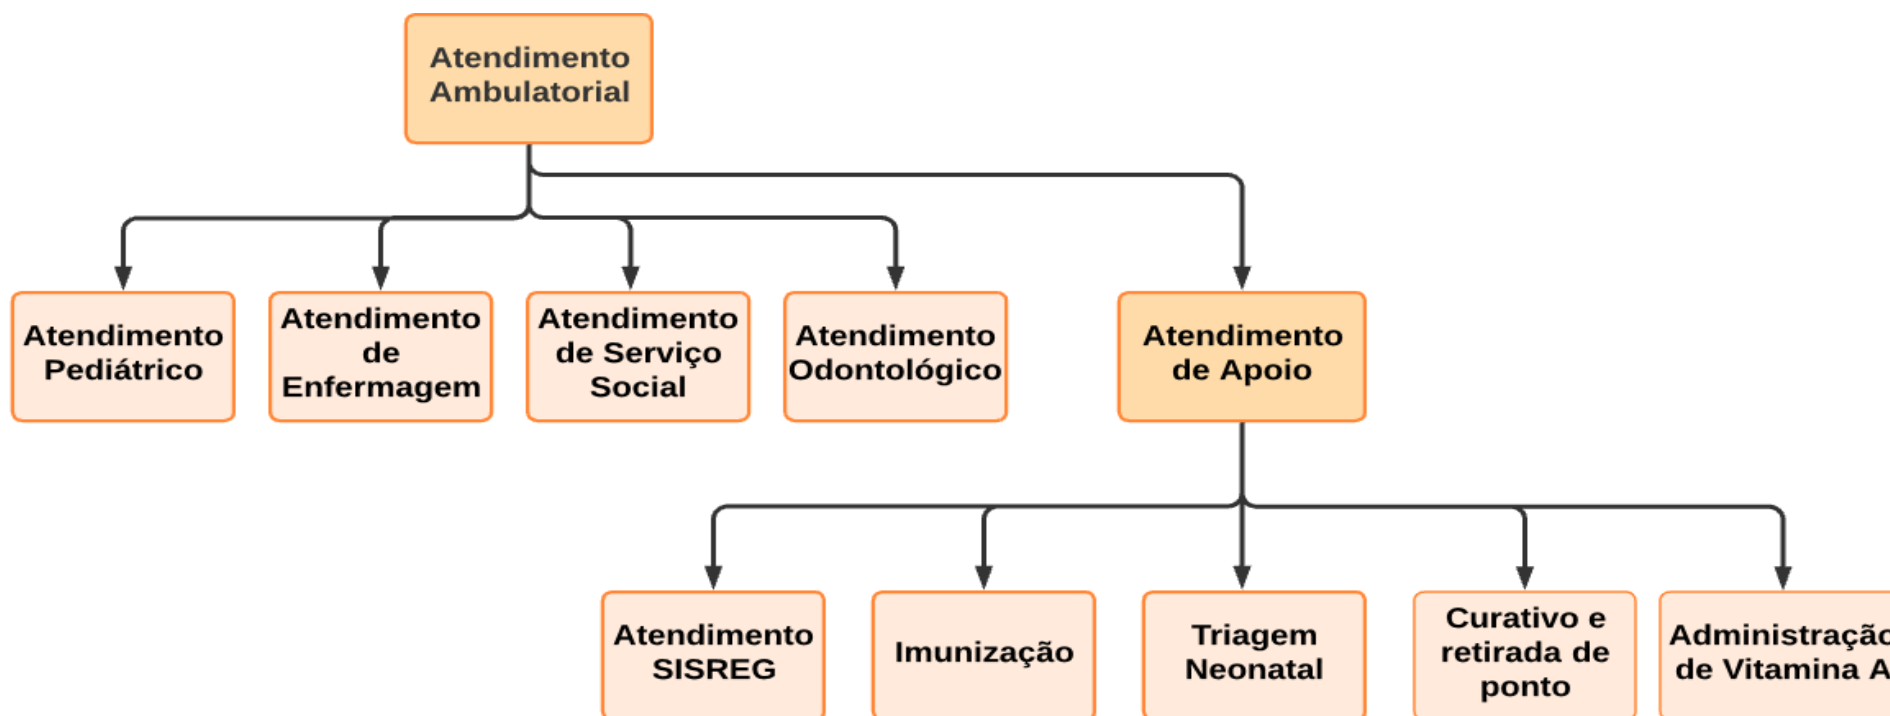 Atendimento
Ambulatorial
Atendimento
Pediátrico
Atendimento
de
Enfermagem
Atendimento
de Serviço
Social
Atendimento
Odontológico
Atendimento
de Apoio
Atendimento
SISREG
Imunização
Triagem
Neonatal
Curativo e
retirada de
ponto
Administração
de Vitamina A